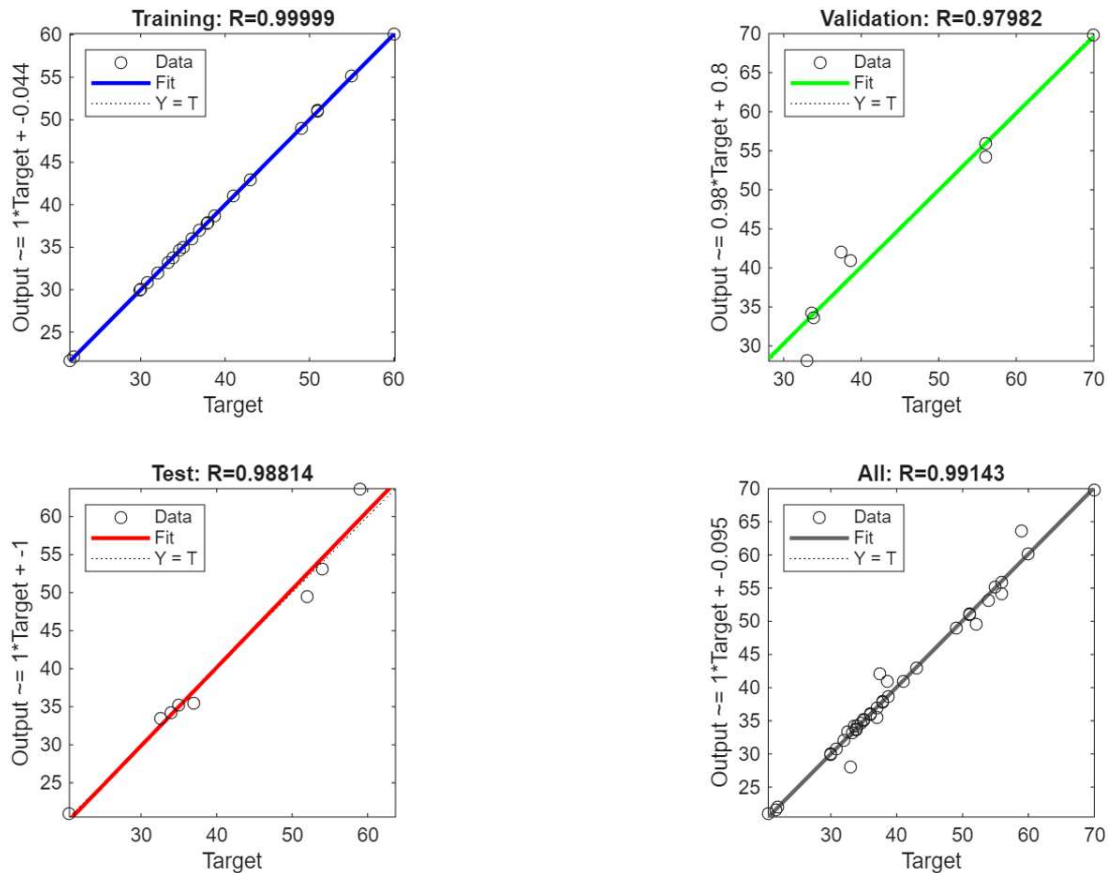 Training: R=0.99999
Output ~= 1*Target + -0.044
60
55
50
45
40
35
30
25
Data
Fit
Y = T
30
40
50
60
Target
Validation: R=0.97982
Output ~= 0.98*Target + 0.8
70
65
60
55
50
45
40
35
30
Data
Fit
Y = T
30
40
50
60
70
Target
Test: R=0.98814
Output ~= 1*Target + -1
60
55
50
45
40
35
30
25
Data
Fit
Y = T
30
40
50
60
Target
All: R=0.99143
Output ~= 1*Target + -0.095
70
65
60
55
50
45
40
35
30
25
Data
Fit
Y = T
30
40
50
60
70
Target